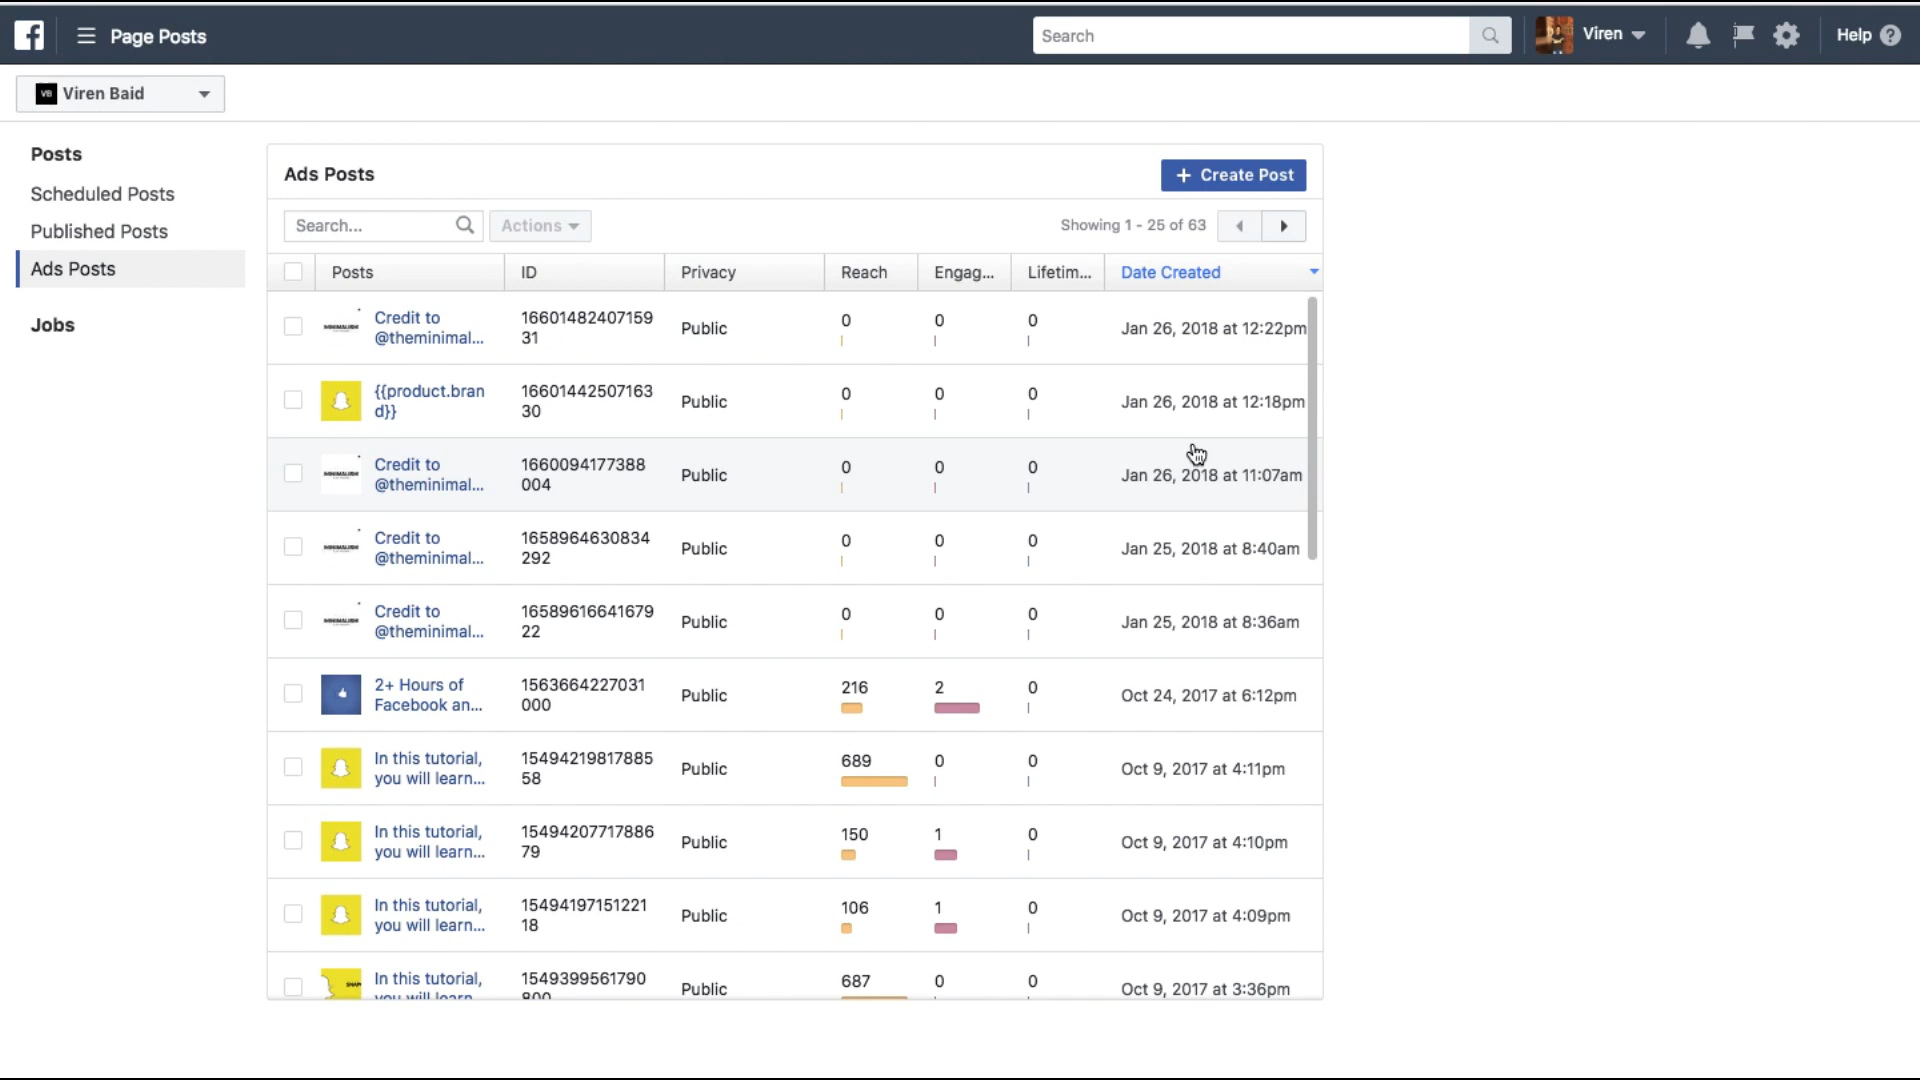 Page Posts
Search
Viren
Help
VB Viren Baid
Posts
Scheduled Posts
Published Posts
Ads Posts
Jobs
Ads Posts
+ Create Post
Search...
Actions
Showing 1 - 25 of 63
Posts ID Privacy Reach Engag... Lifetim... Date Created
Credit to 16601482407159 Public 0 0 0 Jan 26, 2018 at 12:22pm
@theminimal... 31
{{product.bran 16601442507163 Public 0 0 0 Jan 26, 2018 at 12:18pm
d}} 30
Credit to 1660094177388 Public 0 0 0 Jan 26, 2018 at 11:07am
@theminimal... 004
Credit to 1658964630834 Public 0 0 0 Jan 25, 2018 at 8:40am
@theminimal... 292
Credit to 16589616641679 Public 0 0 0 Jan 25, 2018 at 8:36am
@theminimal... 22
2+ Hours of 1563664227031 Public 216 2 0 Oct 24, 2017 at 6:12pm
Facebook an... 000
In this tutorial, 15494219817885 Public 689 0 0 Oct 9, 2017 at 4:11pm
you will learn... 58
In this tutorial, 15494207717886 Public 150 1 0 Oct 9, 2017 at 4:10pm
you will learn... 79
In this tutorial, 15494197151221 Public 106 1 0 Oct 9, 2017 at 4:09pm
you will learn... 18
In this tutorial, 1549399561790 Public 687 0 0 Oct 9, 2017 at 3:36pm
you will learn 800